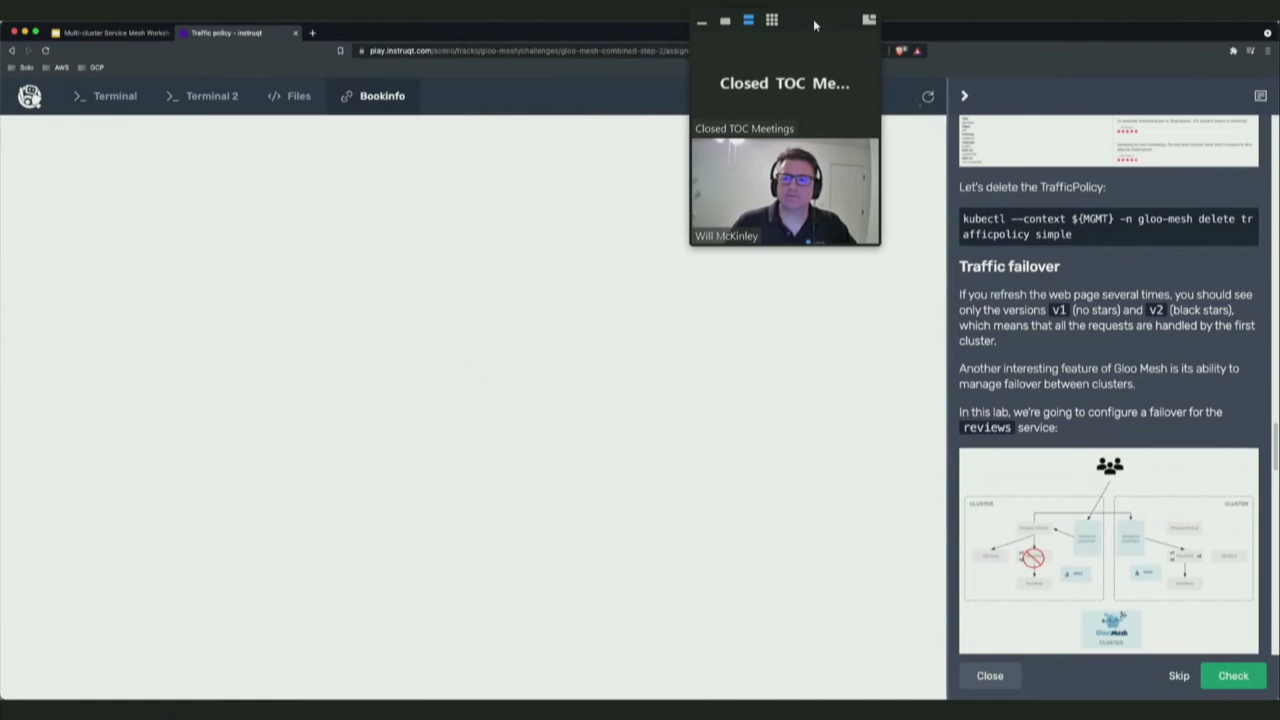 Closed TOC Me...
Closed TOC Meetings
Will McKinley
Multi-cluster Service Mesh Worksh
Traffic policy - instruqt
play.instruqt.com/soloio/tracks/gloo-mesh/challenges/gloo-mesh-combined-step-2/assign
Solo
AWS
GCP
>_ Terminal
>_ Terminal 2
</> Files
Bookinfo
Let's delete the TrafficPolicy:
kubectl --context ${MGMT} -n gloo-mesh delete tr
afficpolicy simple
Traffic failover
If you refresh the web page several times, you should see
only the versions v1 (no stars) and v2 (black stars),
which means that all the requests are handled by the first
cluster.
Another interesting feature of Gloo Mesh is its ability to
manage failover between clusters.
In this lab, we're going to configure a failover for the
reviews service:
CLUSTER
CLUSTER
GlooMesh
CLUSTER
Close
Skip
Check